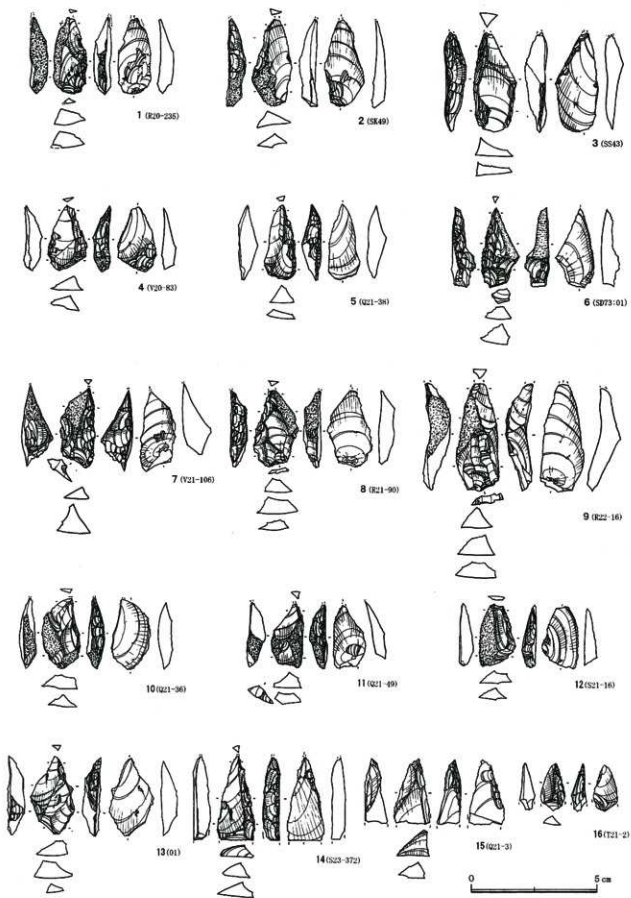 1 (R20-235)
2 (SK49)
3 (SS43)
4 (V20-83)
5 (Q21-38)
6 (SD73:01)
7 (V21-106)
8 (R21-90)
9 (R22-16)
10 (Q21-36)
11 (Q21-49)
12 (S21-16)
13 (01)
14 (S23-372)
15 (Q21-3)
16 (T21-2)
0 5 cm